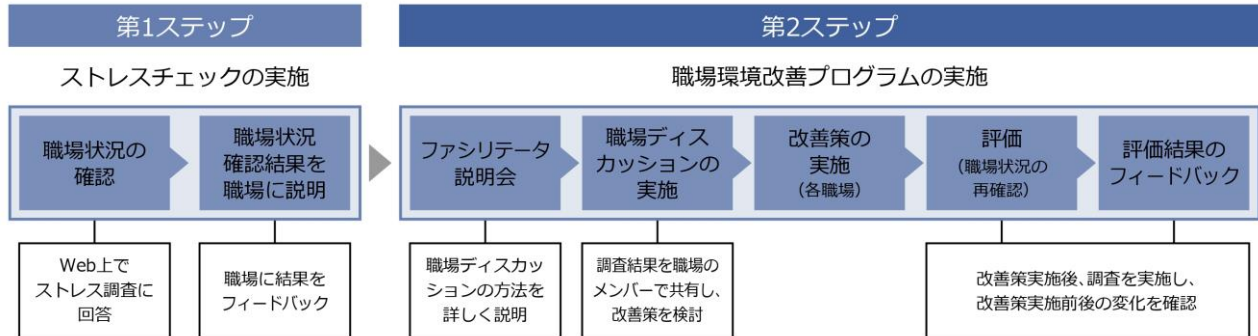 第1ステップ
第2ステップ
ストレスチェックの実施
職場環境改善プログラムの実施
職場状況の
確認
職場状況
確認結果を
職場に説明
ファシリテータ
説明会
職場ディス
カッションの
実施
改善策の
実施
(各職場)
評価
(職場状況の
再確認)
評価結果の
フィードバック
Web上で
ストレス調査に
回答
職場に結果を
フィードバック
職場ディスカッ
ションの方法を
詳しく説明
調査結果を職場の
メンバーで共有し、
改善策を検討
改善策実施後、調査を実施し、
改善策実施前後の変化を確認